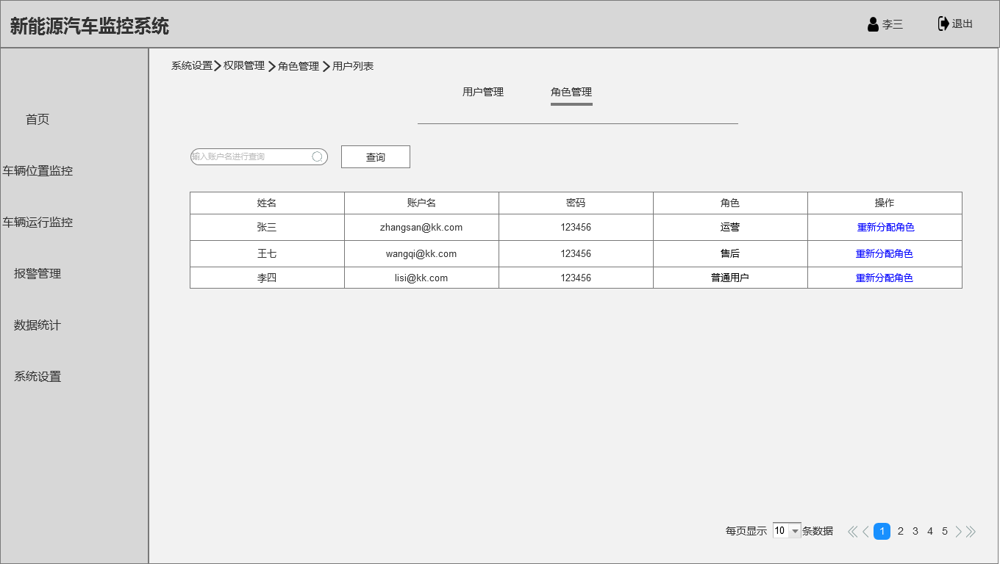 新能源汽车监控系统
李三
退出
系统设置 权限管理 角色管理 用户列表
用户管理 角色管理
首页
车辆位置监控
车辆运行监控
报警管理
数据统计
系统设置
输入账户名进行查询
查询
姓名 账户名 密码 角色 操作
张三 zhangsan@kk.com 123456 运营 重新分配角色
王七 wangqi@kk.com 123456 售后 重新分配角色
李四 lisi@kk.com 123456 普通用户 重新分配角色
每页显示 10 条数据 1 2 3 4 5